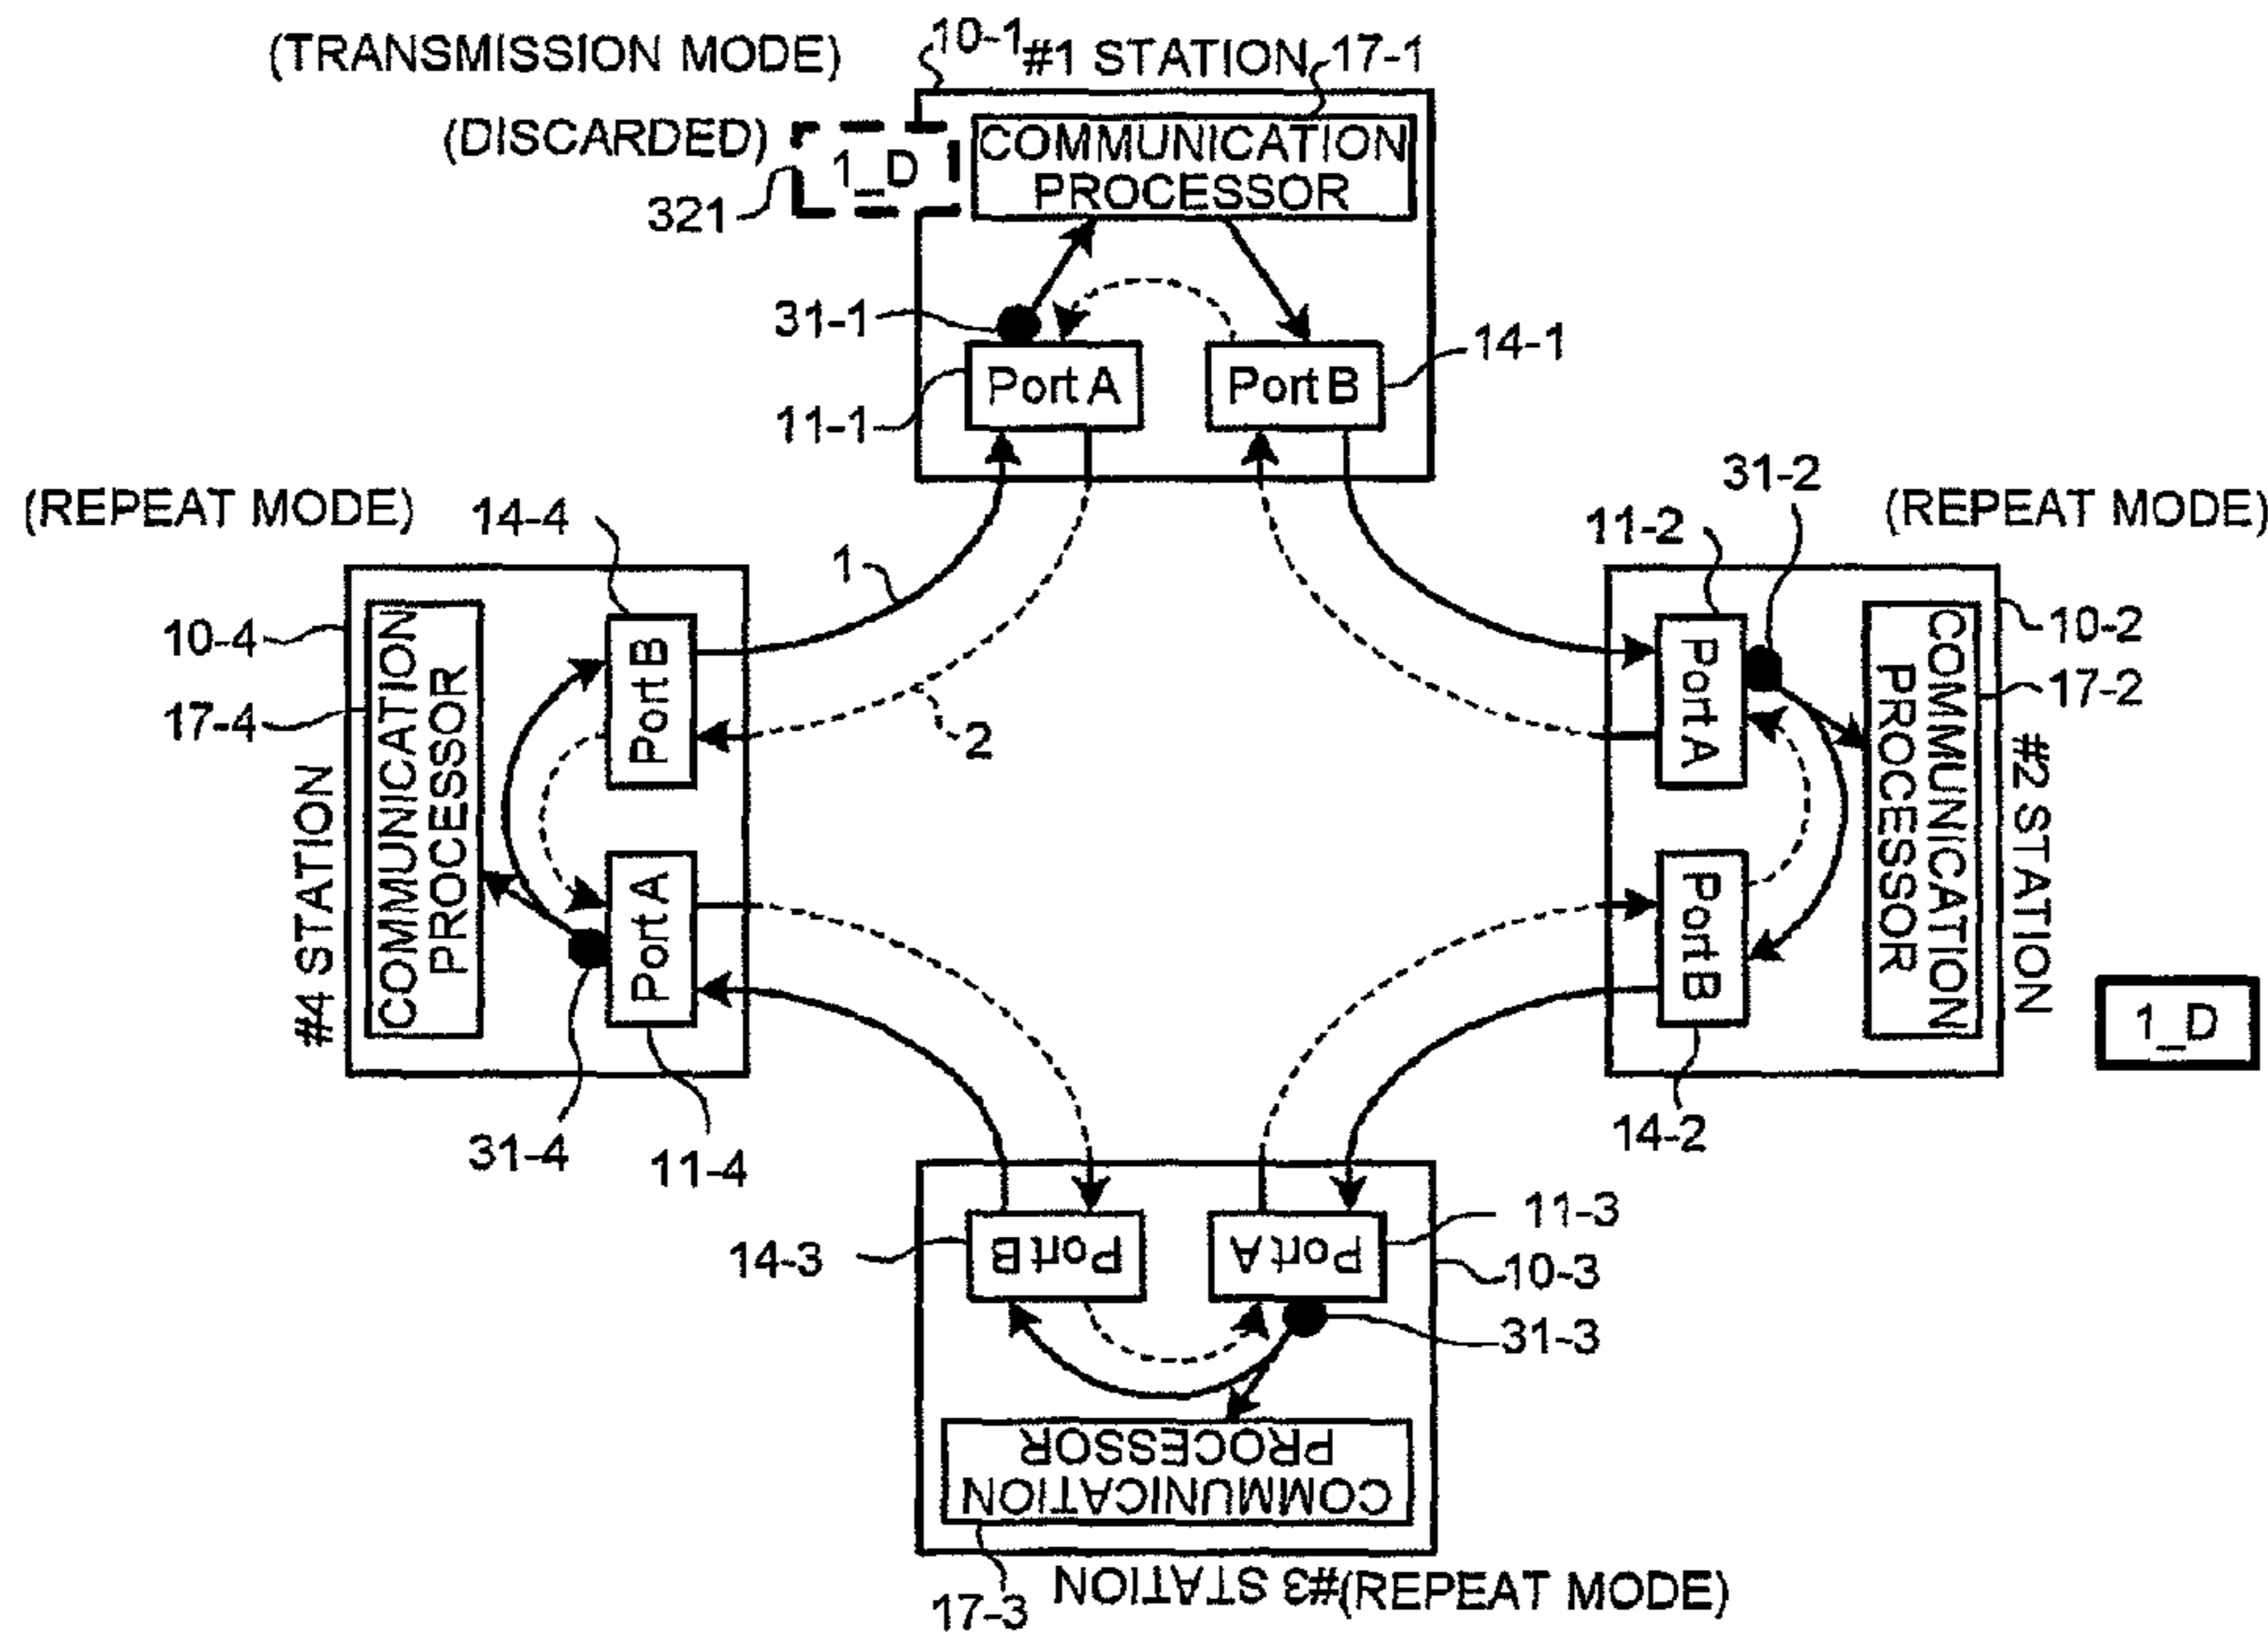 (TRANSMISSION MODE)
10-1
#1 STATION
17-1
(DISCARDED)
1_D
COMMUNICATION
PROCESSOR
321
31-1
14-1
Port A
Port B
11-1
(REPEAT MODE)
14-4
1
10-4
17-4
2
#4 STATION
COMMUNICATION
PROCESSOR
Port B
Port A
31-4
11-4
31-2
11-2
(REPEAT MODE)
10-2
17-2
Port A
Port B
COMMUNICATION
PROCESSOR
#2 STATION
1_D
14-2
14-3
Port B
Port A
11-3
10-3
31-3
COMMUNICATION
PROCESSOR
17-3
#3 STATION
(REPEAT MODE)